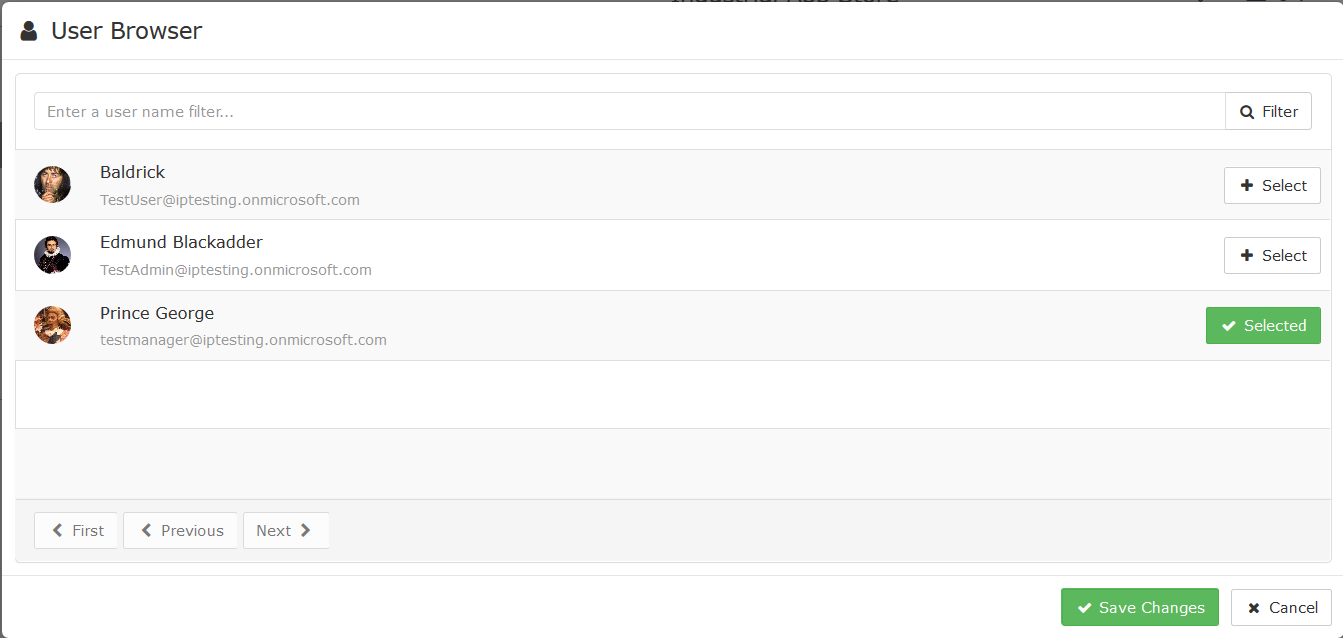 User Browser
Enter a user name filter...
Filter
Baldrick
TestUser@iptesting.onmicrosoft.com
Select
Edmund Blackadder
TestAdmin@iptesting.onmicrosoft.com
Select
Prince George
testmanager@iptesting.onmicrosoft.com
Selected
First Previous Next
Save Changes Cancel